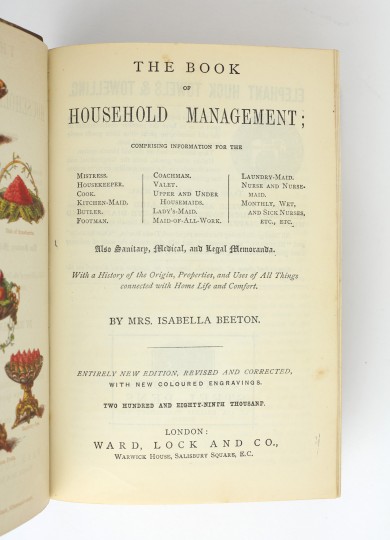 THE BOOK
OF
HOUSEHOLD MANAGEMENT;
COMPRISING INFORMATION FOR THE
MISTRESS.
HOUSEKEEPER.
COOK.
KITCHEN-MAID.
BUTLER.
FOOTMAN.
COACHMAN.
VALET.
UPPER AND UNDER
HOUSEMAIDS.
LADY'S-MAID.
MAID-OF-ALL-WORK.
LAUNDRY-MAID.
NURSE AND NURSE-
MAID.
MONTHLY, WET,
AND SICK NURSES,
ETC., ETC.
Also Sanitary, Medical, and Legal Memoranda.
With a History of the Origin, Properties, and Uses of All Things
connected with Home Life and Comfort.
BY MRS. ISABELLA BEETON.
ENTIRELY NEW EDITION, REVISED AND CORRECTED,
WITH NEW COLOURED ENGRAVINGS.
TWO HUNDRED AND EIGHTY-NINTH THOUSAND.
LONDON:
WARD, LOCK AND CO.,
WARWICK HOUSE, SALISBURY SQUARE, E.C.
ELEPHANT HUCK TOWELS & TOWELLING